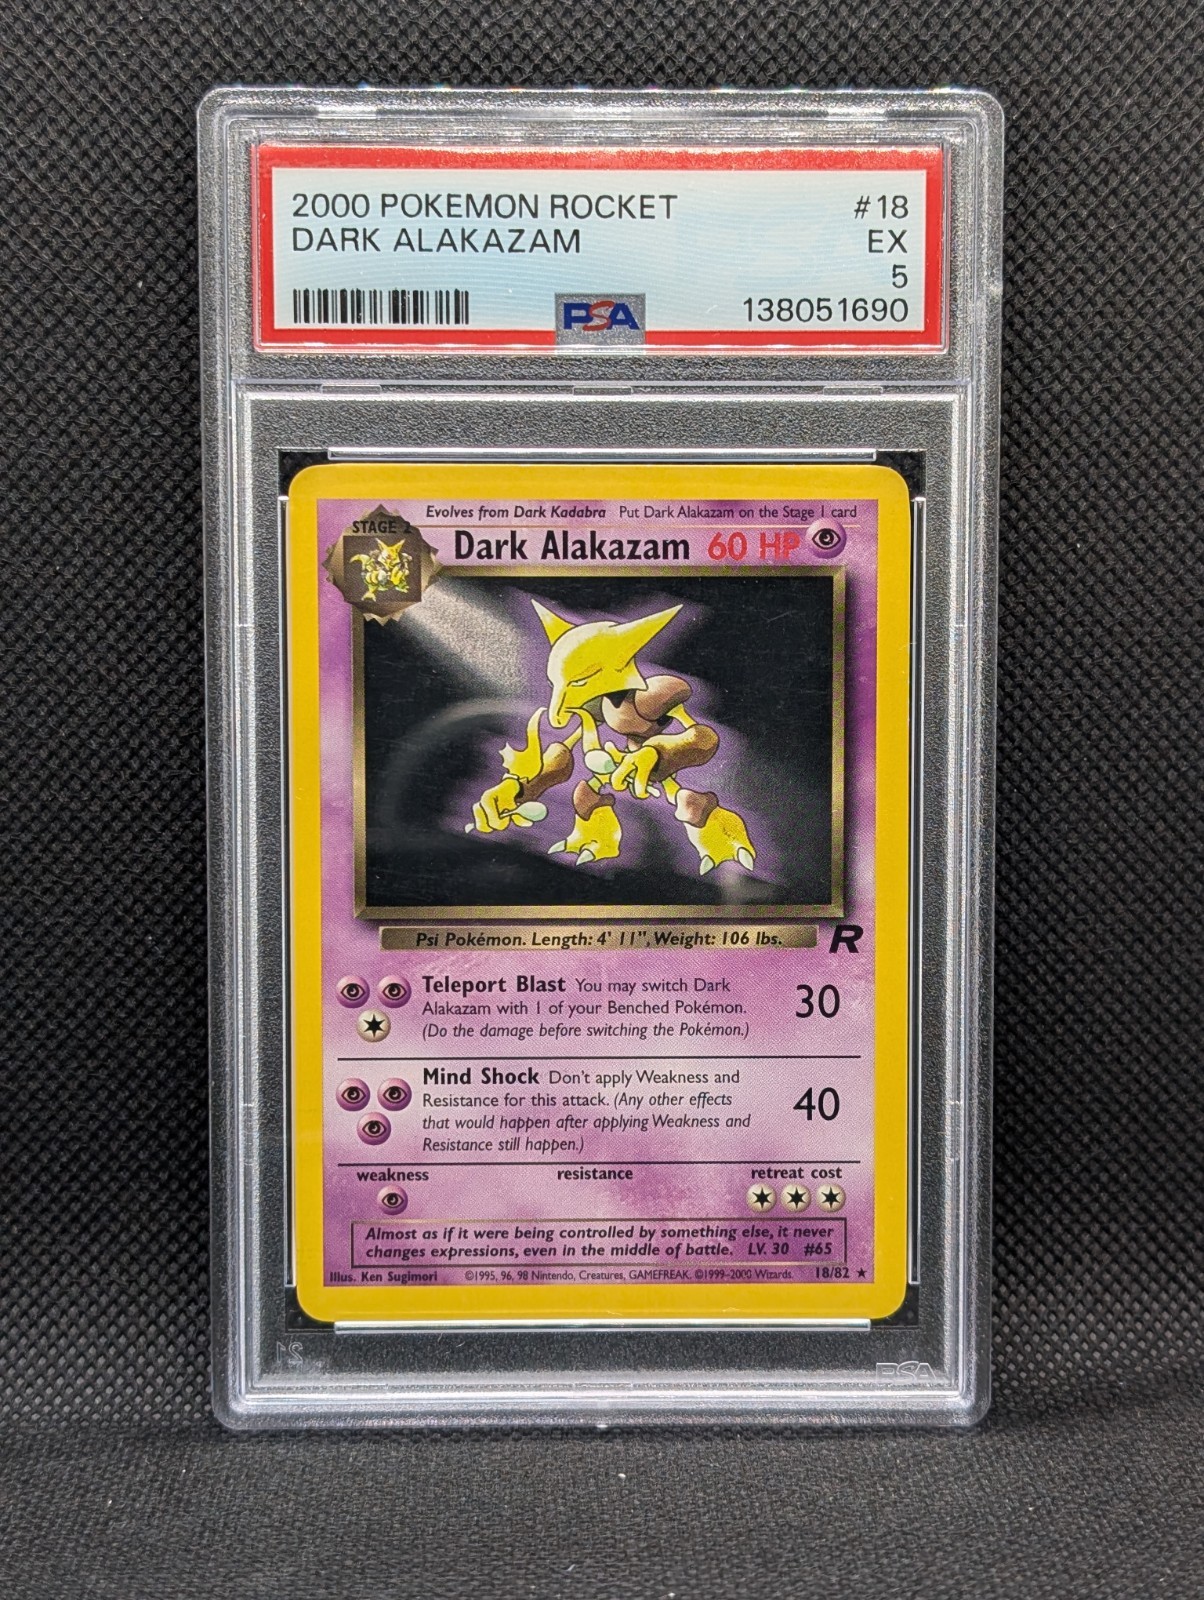 2000 POKEMON ROCKET #18
DARK ALAKAZAM EX
5
PSA 138051690
Evolves from Dark Kadabra Put Dark Alakazam on the Stage 1 card
STAGE 2
Dark Alakazam 60 HP
Psi Pokémon. Length: 4' 11", Weight: 106 lbs.
R
Teleport Blast You may switch Dark
Alakazam with 1 of your Benched Pokémon. 30
(Do the damage before switching the Pokémon.)
Mind Shock Don't apply Weakness and
Resistance for this attack. (Any other effects 40
that would happen after applying Weakness and
Resistance still happen.)
weakness resistance retreat cost
Almost as if it were being controlled by something else, it never
changes expressions, even in the middle of battle. LV. 30 #65
Illus. Ken Sugimori ©1995, 96, 98 Nintendo, Creatures, GAMEFREAK. ©1999-2000 Wizards. 18/82 ★
PSA